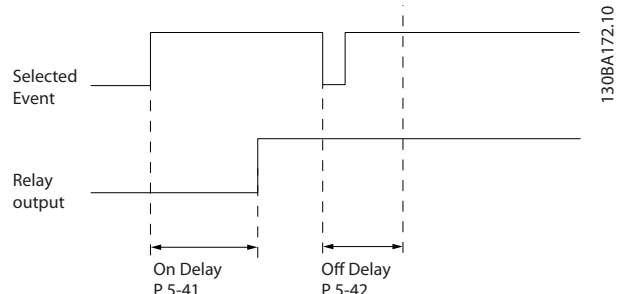 130BA172.10
Selected
Event
Relay
output
On Delay
P 5-41
Off Delay
P 5-42